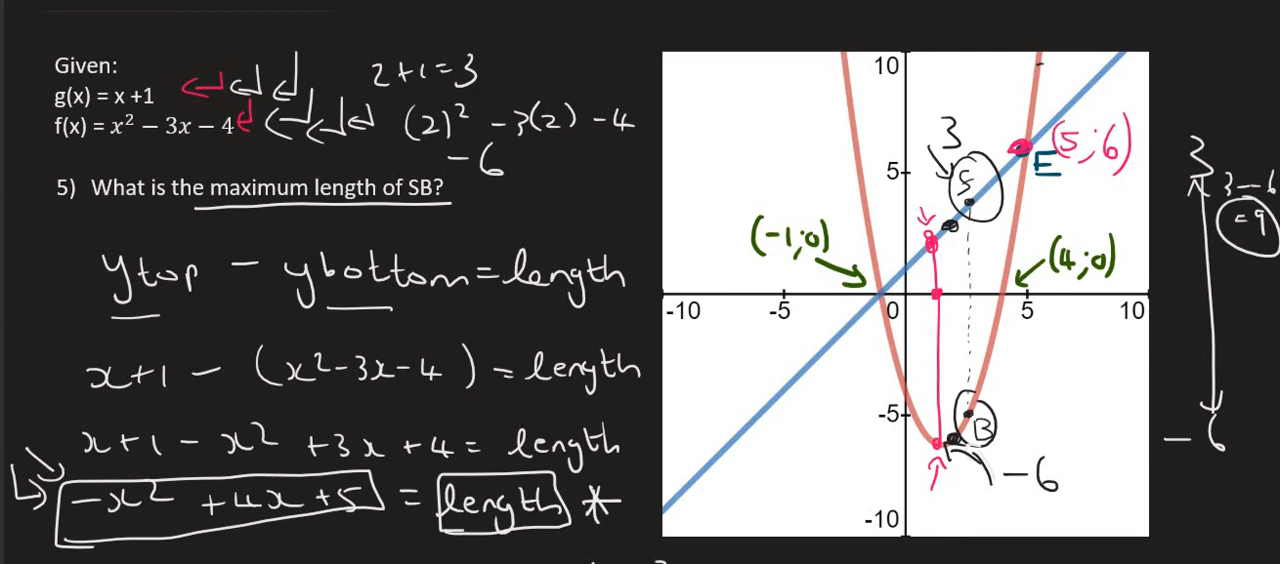 Given:
g(x) = x +1
2+1=3
f(x) = x² − 3x − 4
(2)² -3(2) -4
-6
5) What is the maximum length of SB?
ytop - ybottom = length
x+1 - (x²-3x-4) = length
x+1 - x² +3x +4 = length
-x² +4x+5 = length *
10
5
0
-10
-5
5
10
-5
-10
3
S
E
(5;6)
(-1;0)
(4;0)
B
-6
3
3--6
=9
-6